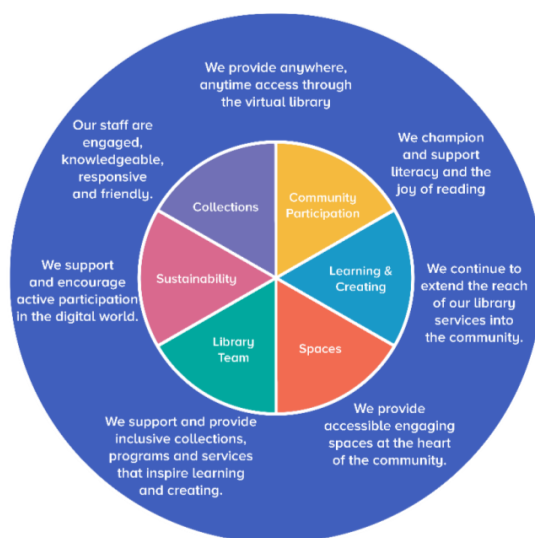 We provide anywhere,
anytime access through
the virtual library
Our staff are
engaged,
knowledgeable,
responsive
and friendly.
We champion
and support
literacy and the
joy of reading
Collections
Community
Participation
We support
and encourage
active participation
in the digital world.
Sustainability
Learning &
Creating
We continue to
extend the reach
of our library
services into
the community.
Library
Team
Spaces
We support and provide
inclusive collections,
programs and services
that inspire learning
and creating.
We provide
accessible engaging
spaces at the heart
of the community.